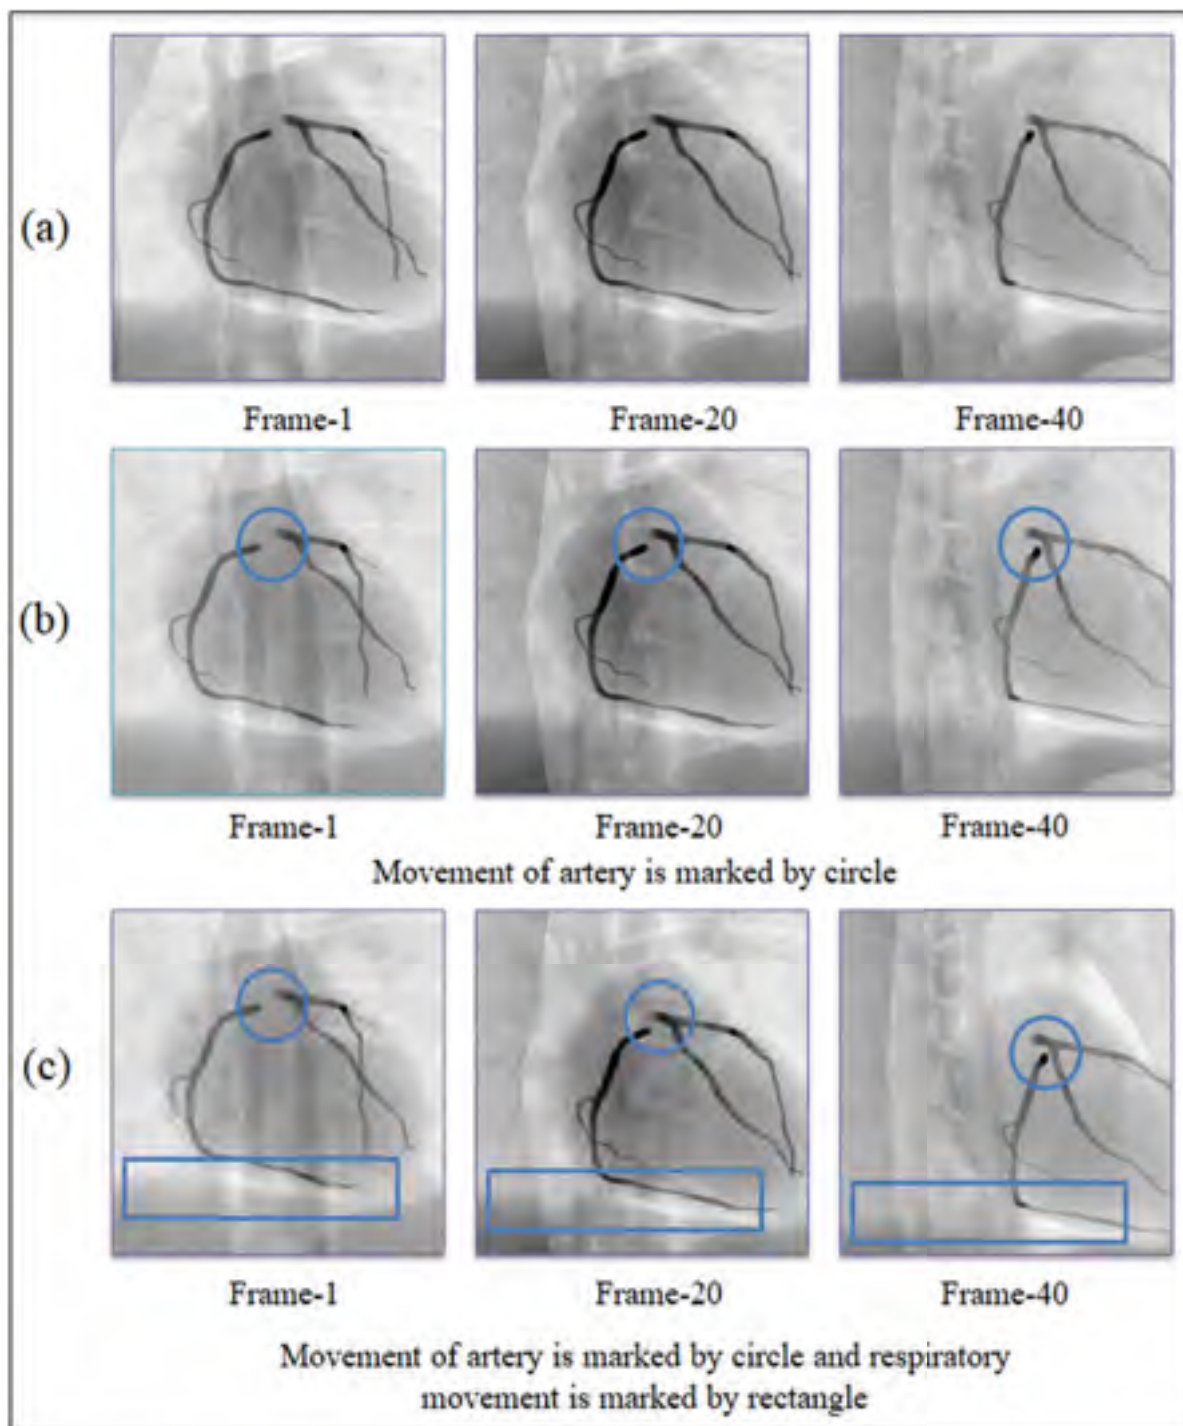 (a)
Frame-1 Frame-20 Frame-40
(b)
Frame-1 Frame-20 Frame-40
Movement of artery is marked by circle
(c)
Frame-1 Frame-20 Frame-40
Movement of artery is marked by circle and respiratory
movement is marked by rectangle